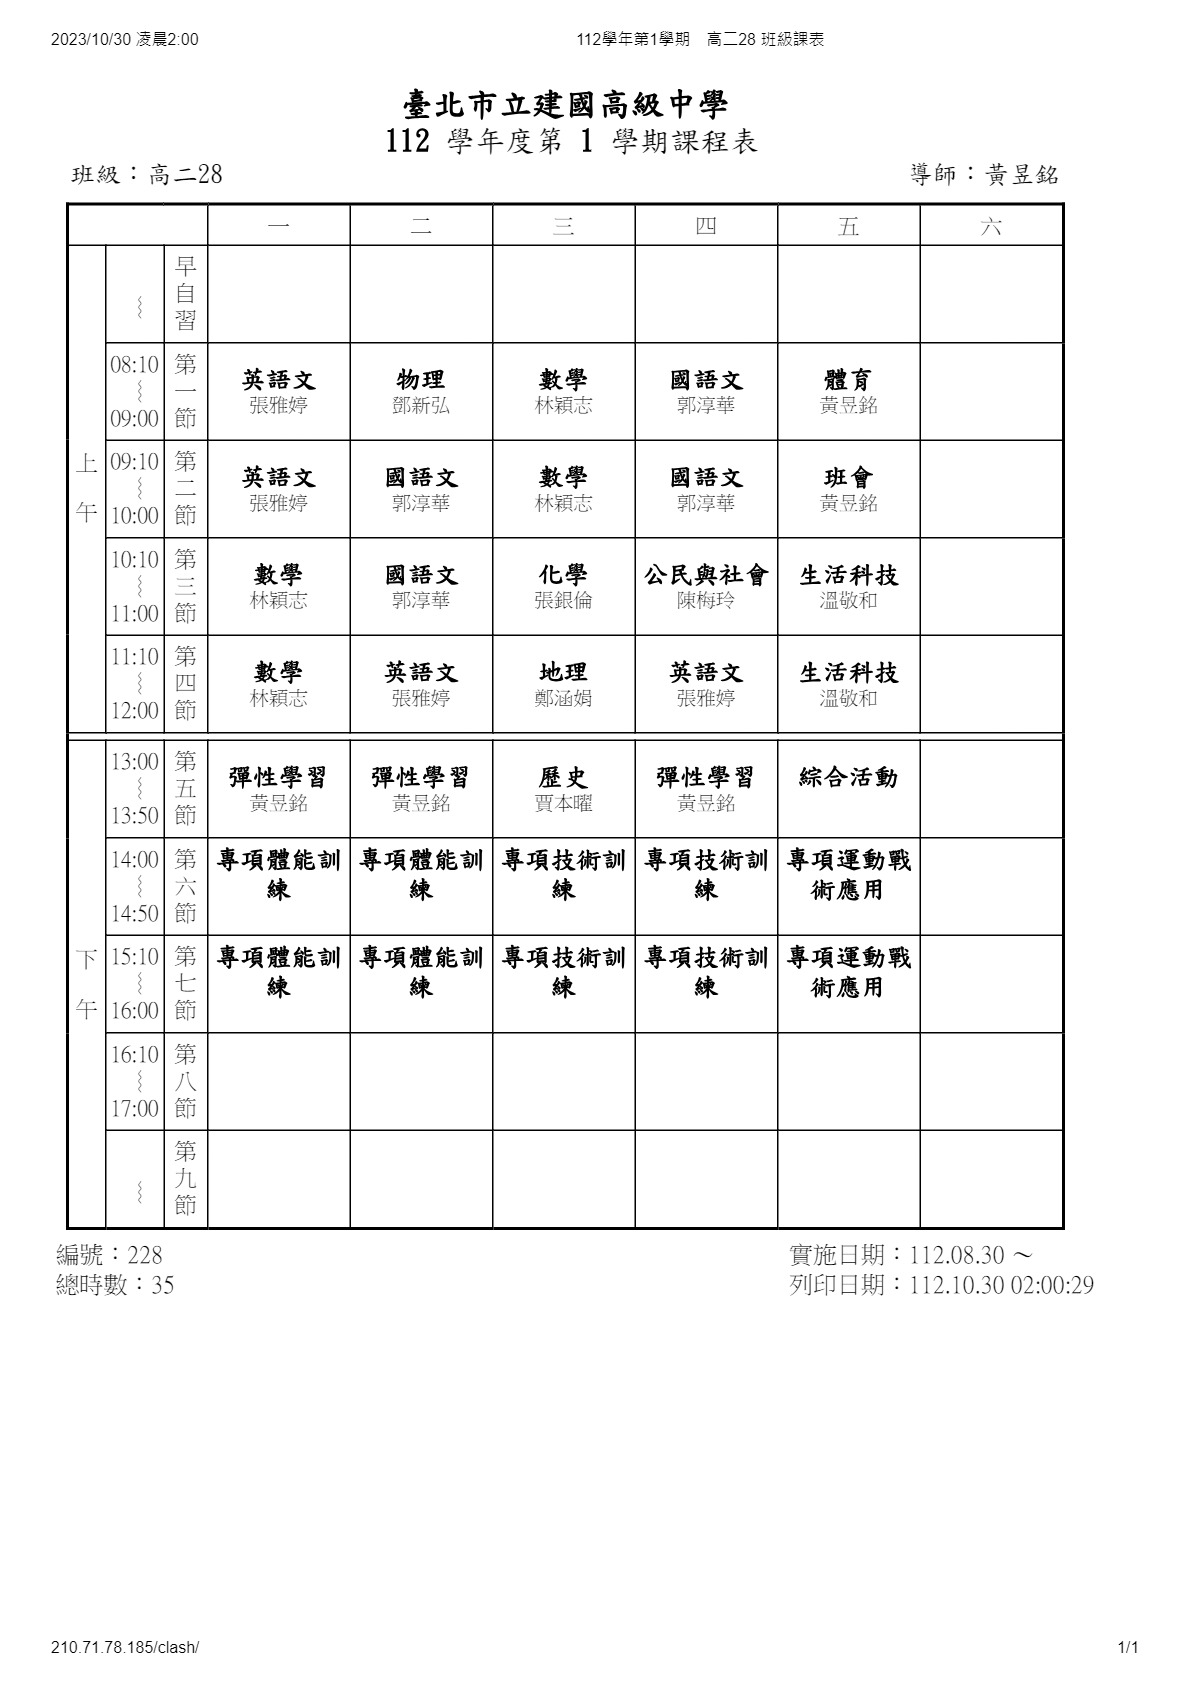 2023/10/30 凌晨2:00 112學年第1學期 高二28 班級課表
臺北市立建國高級中學
112 學年度第 1 學期課程表
班級：高二28 導師：黃昱銘
一 二 三 四 五 六
上午
～ 早自習
08:10～09:00 第一節 英語文 物理 數學 國語文 體育
張雅婷 鄧新弘 林穎志 郭淳華 黃昱銘
09:10～10:00 第二節 英語文 國語文 數學 國語文 班會
張雅婷 郭淳華 林穎志 郭淳華 黃昱銘
10:10～11:00 第三節 數學 國語文 化學 公民與社會 生活科技
林穎志 郭淳華 張銀倫 陳梅玲 溫敬和
11:10～12:00 第四節 數學 英語文 地理 英語文 生活科技
林穎志 張雅婷 鄭涵娟 張雅婷 溫敬和
下午
13:00～13:50 第五節 彈性學習 彈性學習 歷史 彈性學習 綜合活動
黃昱銘 黃昱銘 賈本曜 黃昱銘
14:00～14:50 第六節 專項體能訓練 專項體能訓練 專項技術訓練 專項技術訓練 專項運動戰術應用
15:10～16:00 第七節 專項體能訓練 專項體能訓練 專項技術訓練 專項技術訓練 專項運動戰術應用
16:10～17:00 第八節
～ 第九節
編號：228 實施日期：112.08.30 ～
總時數：35 列印日期：112.10.30 02:00:29
210.71.78.185/clash/ 1/1